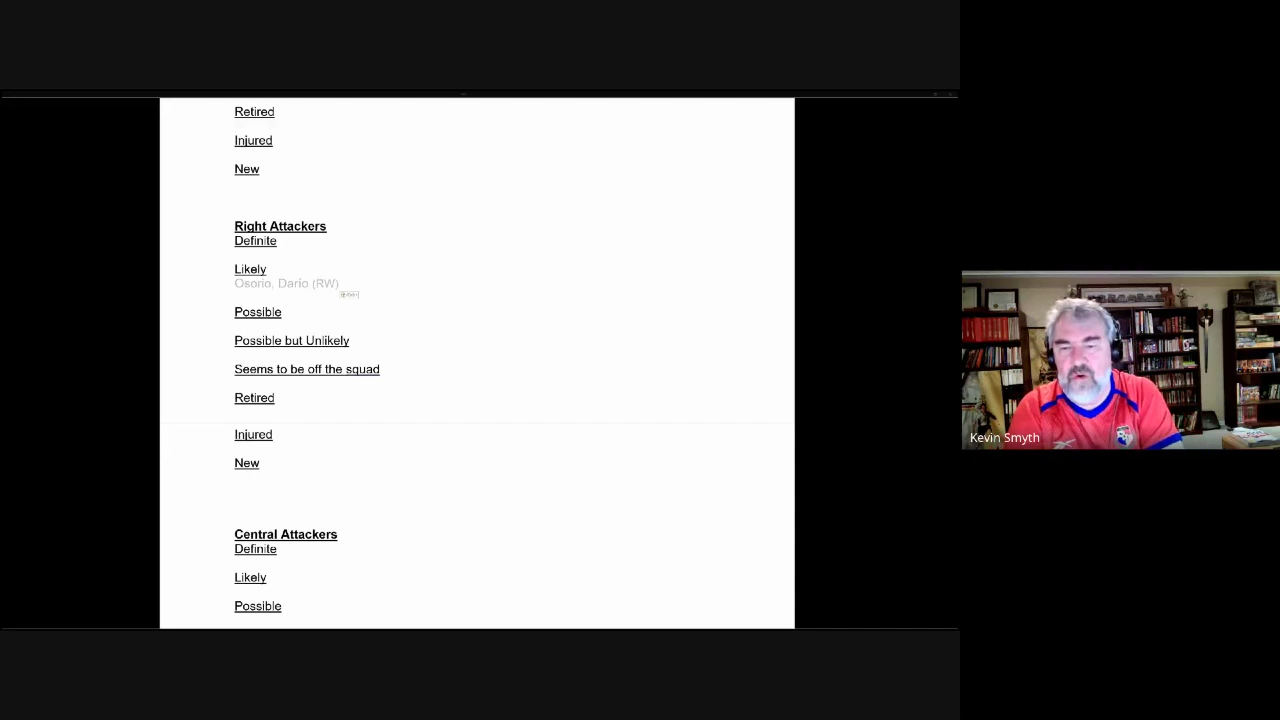 Retired
Injured
New
Right Attackers
Definite
Likely
Osorio, Darío (RW)
Possible
Possible but Unlikely
Seems to be off the squad
Retired
Injured
New
Central Attackers
Definite
Likely
Possible
Kevin Smyth